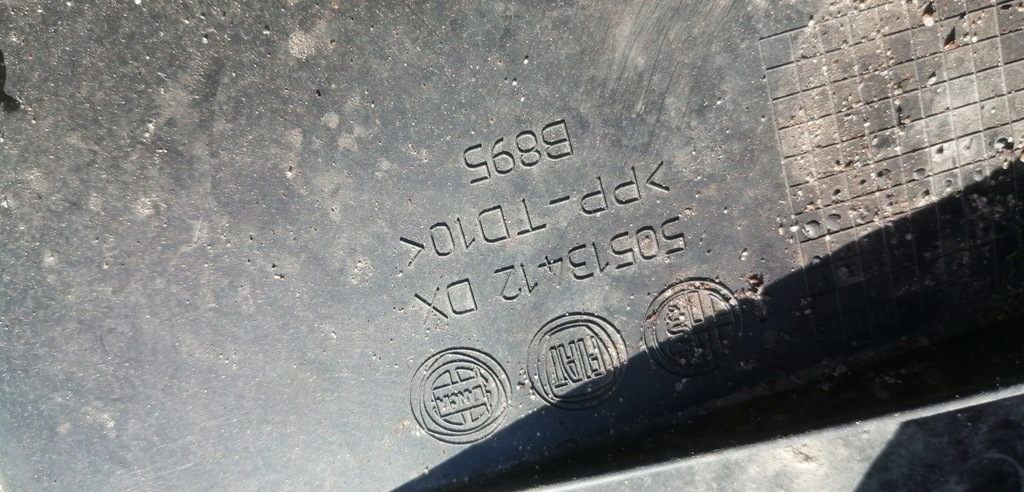 FIAT
50513412 DX
>PP-TD10<
B895